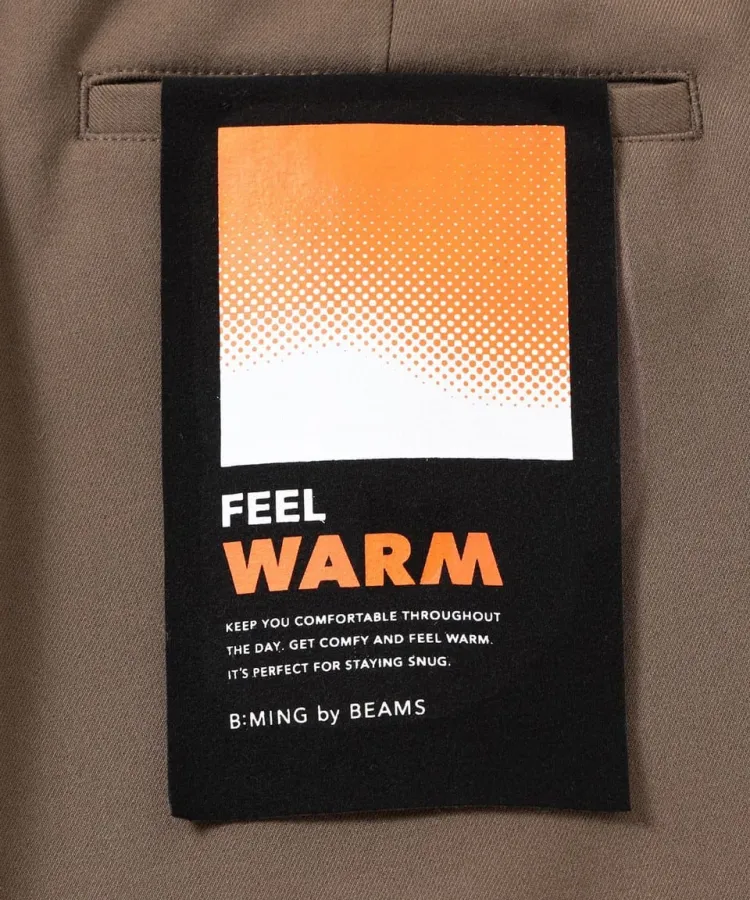 FEEL
WARM
KEEP YOU COMFORTABLE THROUGHOUT
THE DAY. GET COMFY AND FEEL WARM.
IT'S PERFECT FOR STAYING SNUG.
B:MING by BEAMS